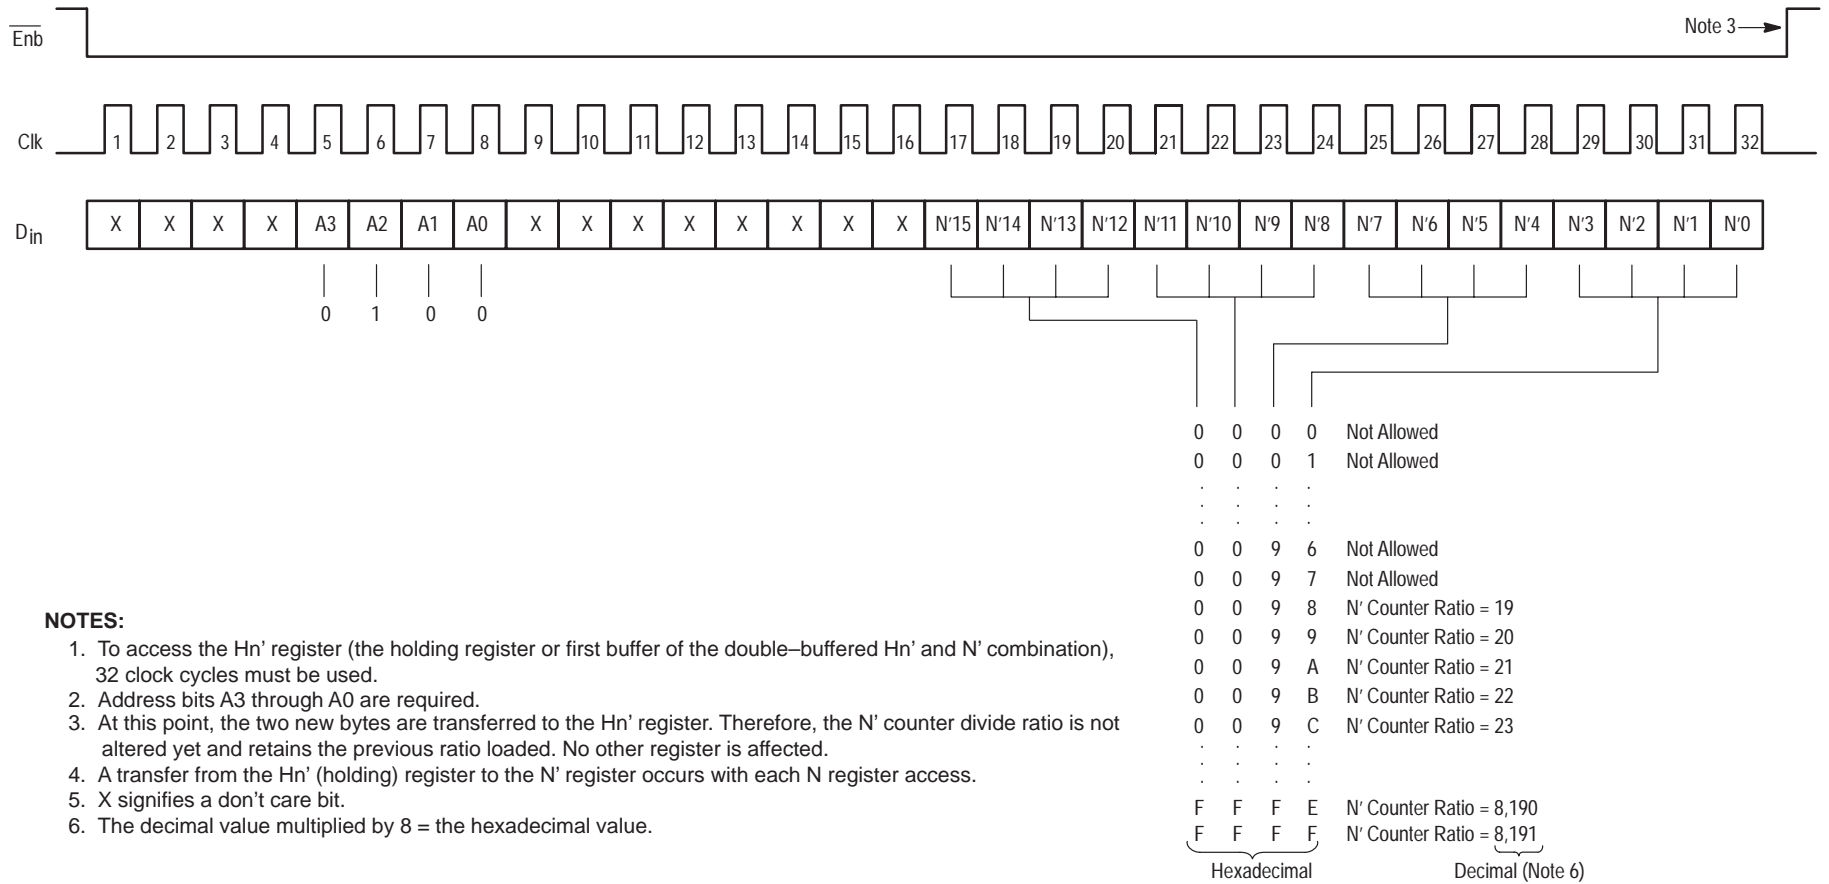 Enb
Note 3
Clk 1 2 3 4 5 6 7 8 9 10 11 12 13 14 15 16 17 18 19 20 21 22 23 24 25 26 27 28 29 30 31 32
Din X X X X A3 A2 A1 A0 X X X X X X X X N′15 N′14 N′13 N′12 N′11 N′10 N′9 N′8 N′7 N′6 N′5 N′4 N′3 N′2 N′1 N′0
0 1 0 0
0 0 0 0 Not Allowed
0 0 0 1 Not Allowed
. . . .
. . . .
. . . .
0 0 9 6 Not Allowed
0 0 9 7 Not Allowed
0 0 9 8 N′ Counter Ratio = 19
0 0 9 9 N′ Counter Ratio = 20
0 0 9 A N′ Counter Ratio = 21
0 0 9 B N′ Counter Ratio = 22
0 0 9 C N′ Counter Ratio = 23
. . . .
. . . .
. . . .
F F F E N′ Counter Ratio = 8,190
F F F F N′ Counter Ratio = 8,191
Hexadecimal
Decimal (Note 6)
NOTES:
1. To access the Hn’ register (the holding register or first buffer of the double–buffered Hn’ and N’ combination),
32 clock cycles must be used.
2. Address bits A3 through A0 are required.
3. At this point, the two new bytes are transferred to the Hn’ register. Therefore, the N’ counter divide ratio is not
altered yet and retains the previous ratio loaded. No other register is affected.
4. A transfer from the Hn’ (holding) register to the N’ register occurs with each N register access.
5. X signifies a don’t care bit.
6. The decimal value multiplied by 8 = the hexadecimal value.